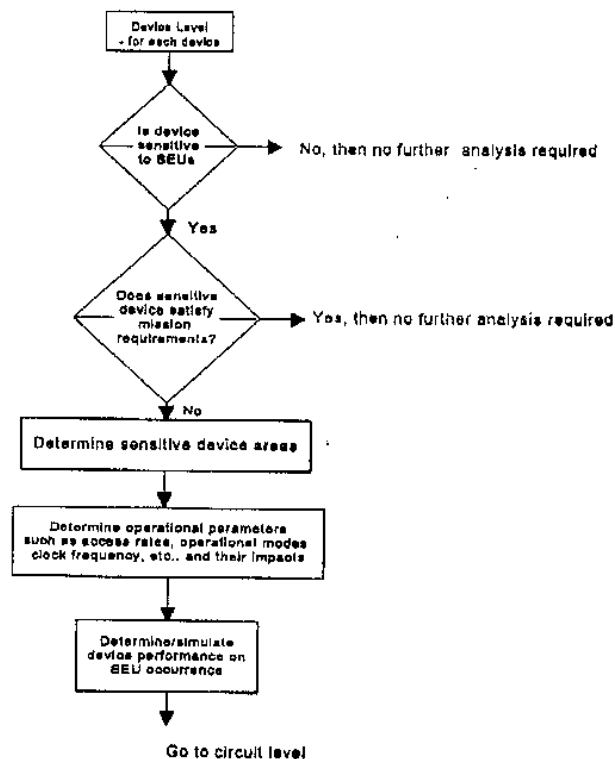 Device Level
- for each device
Is device
sensitive
to SEUs
No, then no further analysis required
Yes
Does sensitive
device satisfy
mission
requirements?
Yes, then no further analysis required
No
Determine sensitive device areas
Determine operational parameters
such as access rates, operational modes
clock frequency, etc.. and their impacts
Determine/simulate
device performance on
SEU occurrence
Go to circuit level